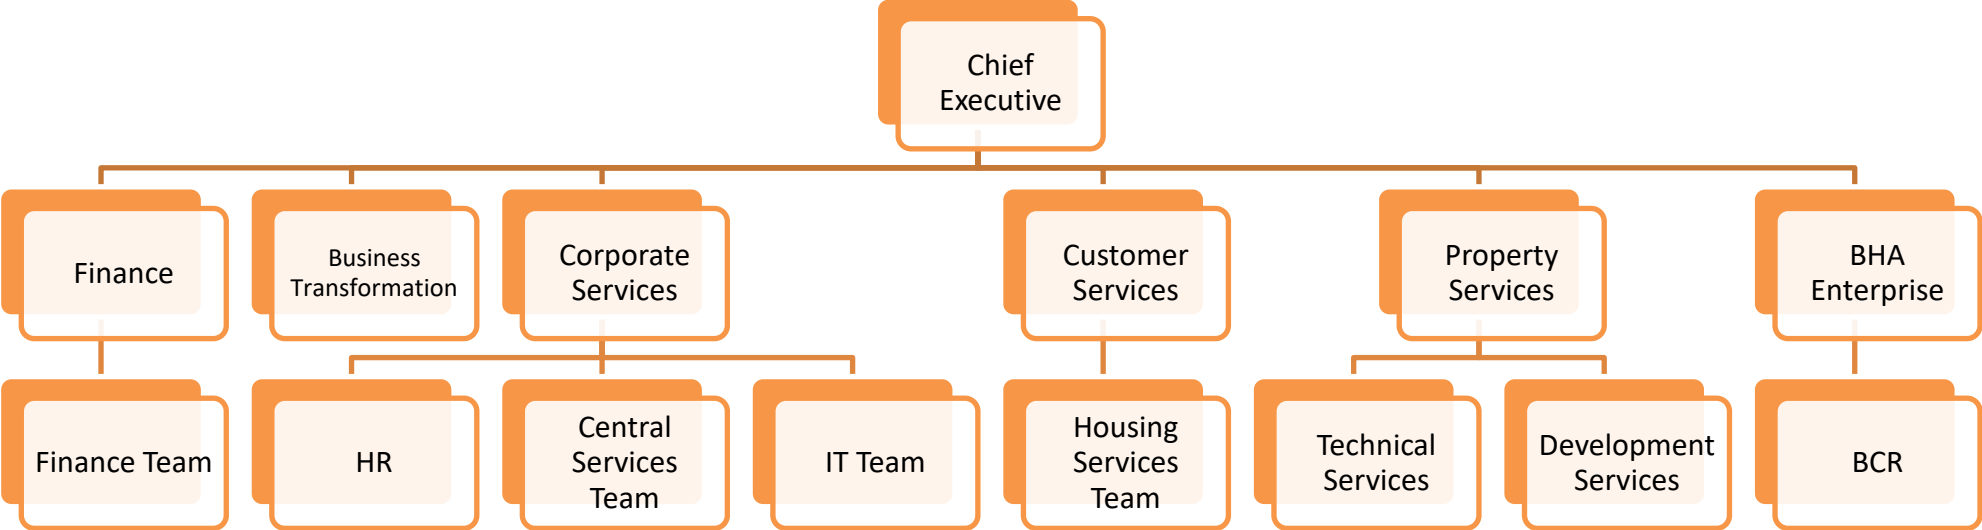 Chief
Executive
Finance
Business
Transformation
Corporate
Services
Customer
Services
Property
Services
BHA
Enterprise
Finance Team
HR
Central
Services
Team
IT Team
Housing
Services
Team
Technical
Services
Development
Services
BCR